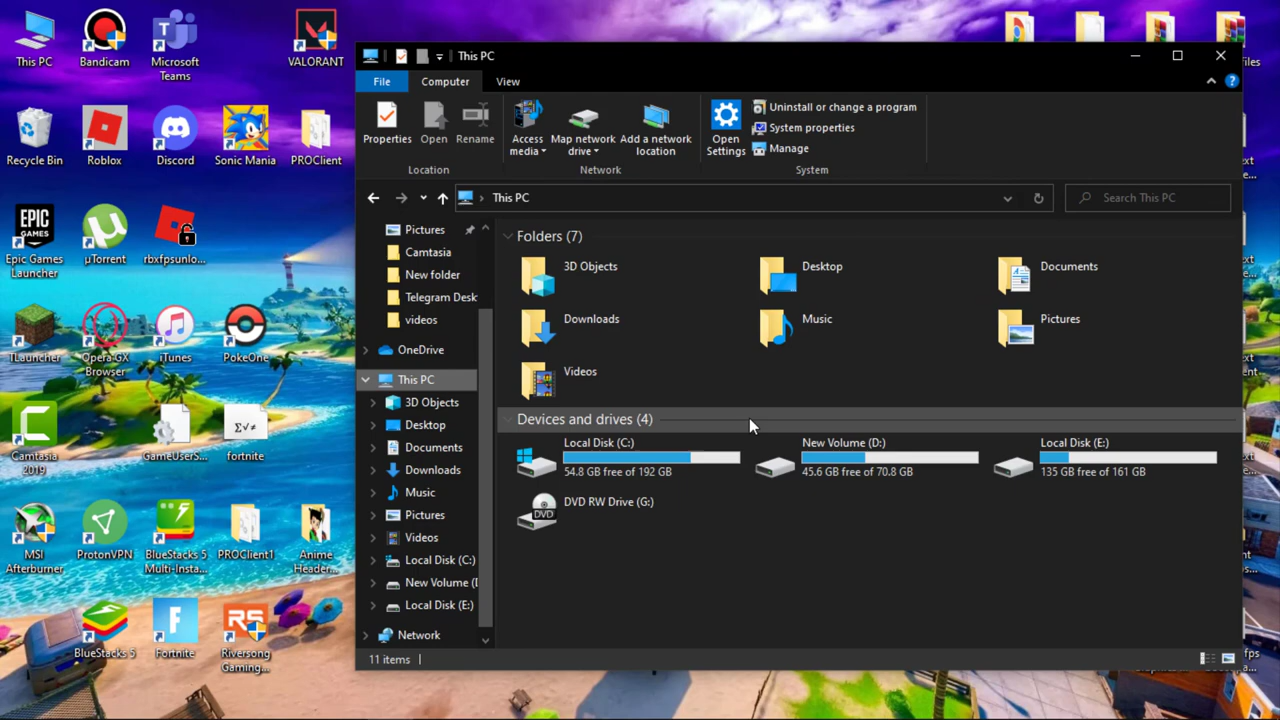 This PC
Bandicam
Microsoft
Teams
VALORANT
Recycle Bin
Roblox
Discord
Sonic Mania
PROClient
EPIC
GAMES
Epic Games
Launcher
µTorrent
rbxfpsunlo...
TLauncher
Opera GX
Browser
iTunes
PokeOne
Camtasia
2019
GameUserS...
Σ√≠
fortnite
MSI
Afterburner
ProtonVPN
BlueStacks 5
Multi-Insta...
PROClient1
Anime
Header...
BlueStacks 5
Fortnite
RS
Riversong
Gaming...
This PC
File
Computer
View
Properties
Open
Rename
Access
media
Map network
drive
Add a network
location
Open
Settings
Uninstall or change a program
System properties
Manage
Location
Network
System
This PC
Search This PC
Pictures
Camtasia
New folder
Telegram Desk
videos
OneDrive
This PC
3D Objects
Desktop
Documents
Downloads
Music
Pictures
Videos
Local Disk (C:)
New Volume (
Local Disk (E:)
Network
Folders (7)
3D Objects
Desktop
Documents
Downloads
Music
Pictures
Videos
Devices and drives (4)
Local Disk (C:)
54.8 GB free of 192 GB
New Volume (D:)
45.6 GB free of 70.8 GB
Local Disk (E:)
135 GB free of 161 GB
DVD
DVD RW Drive (G:)
11 items